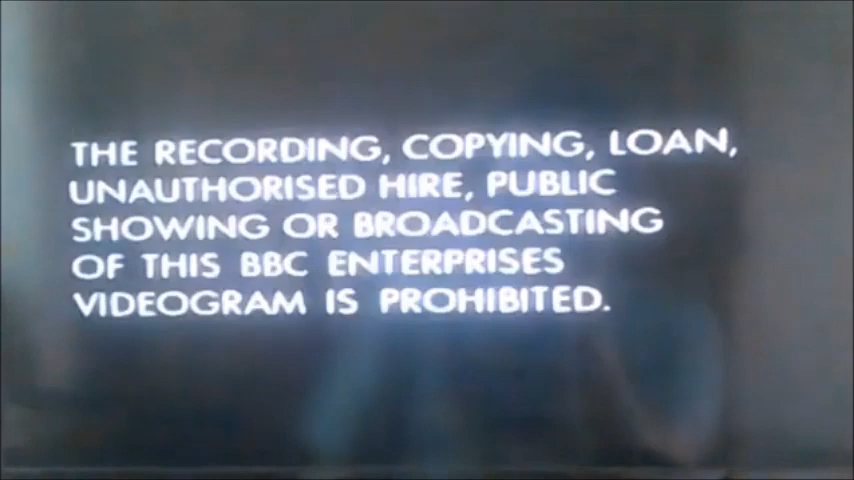 THE RECORDING, COPYING, LOAN,
UNAUTHORISED HIRE, PUBLIC
SHOWING OR BROADCASTING
OF THIS BBC ENTERPRISES
VIDEOGRAM IS PROHIBITED.